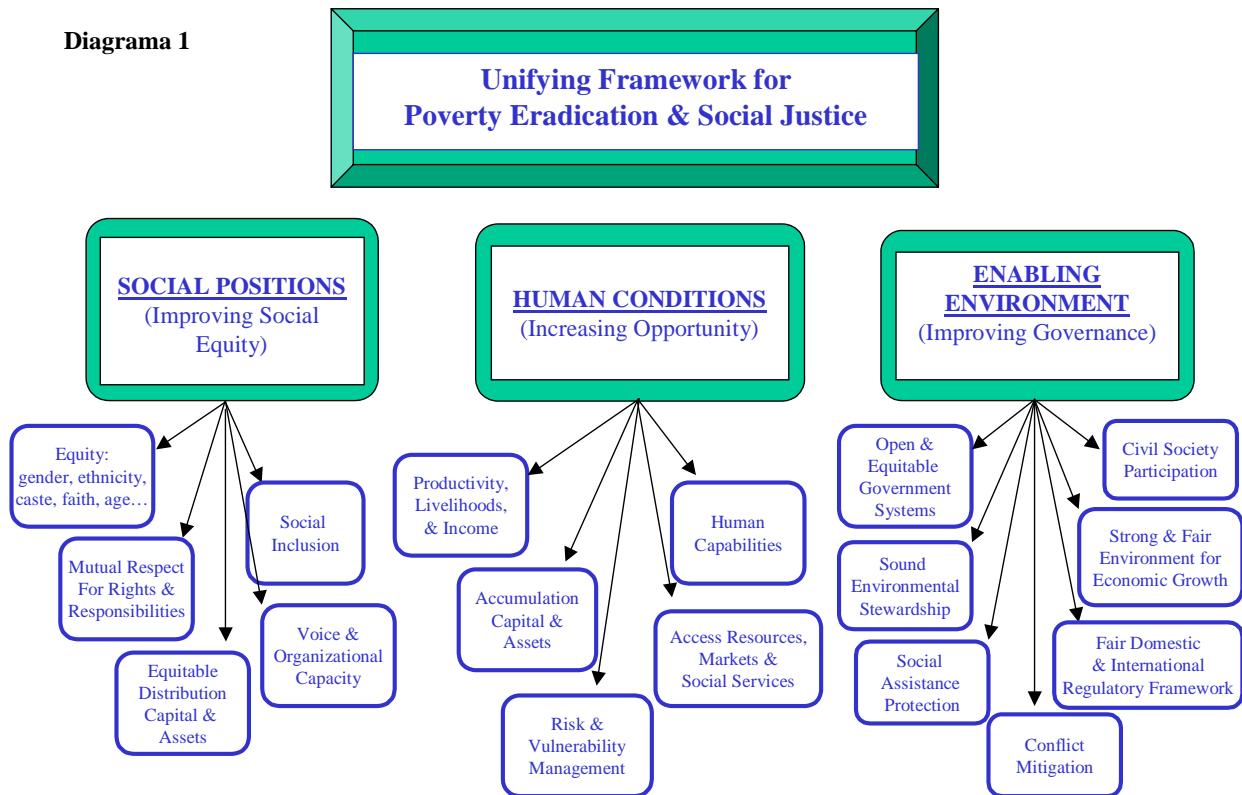 Diagrama 1
Unifying Framework for
Poverty Eradication & Social Justice
SOCIAL POSITIONS
(Improving Social
Equity)
HUMAN CONDITIONS
(Increasing Opportunity)
ENABLING
ENVIRONMENT
(Improving Governance)
Equity:
gender, ethnicity,
caste, faith, age…
Mutual Respect
For Rights &
Responsibilities
Equitable
Distribution
Capital &
Assets
Voice &
Organizational
Capacity
Social
Inclusion
Productivity,
Livelihoods,
& Income
Accumulation
Capital &
Assets
Risk &
Vulnerability
Management
Access Resources,
Markets &
Social Services
Human
Capabilities
Open &
Equitable
Government
Systems
Sound
Environmental
Stewardship
Social
Assistance
Protection
Conflict
Mitigation
Fair Domestic
& International
Regulatory Framework
Strong & Fair
Environment for
Economic Growth
Civil Society
Participation